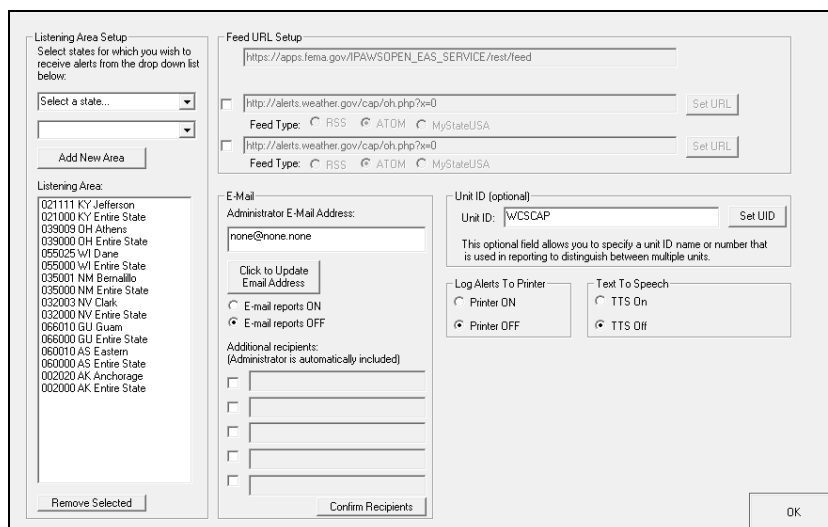 Listening Area Setup
Select states for which you wish to
receive alerts from the drop down list
below:
Select a state...
Add New Area
Listening Area:
021111 KY Jefferson
021000 KY Entire State
039009 OH Athens
039000 OH Entire State
055025 WI Dane
055000 WI Entire State
035001 NM Bernalillo
035000 NM Entire State
032003 NV Clark
032000 NV Entire State
066010 GU Guam
066000 GU Entire State
060010 AS Eastern
060000 AS Entire State
002020 AK Anchorage
002000 AK Entire State
Remove Selected
Feed URL Setup
https://apps.fema.gov/IPAWSOPEN_EAS_SERVICE/rest/feed
http://alerts.weather.gov/cap/oh.php?x=0
Set URL
Feed Type: RSS ATOM MyStateUSA
http://alerts.weather.gov/cap/oh.php?x=0
Set URL
Feed Type: RSS ATOM MyStateUSA
E-Mail
Administrator E-Mail Address:
none@none.none
Click to Update
Email Address
E-mail reports ON
E-mail reports OFF
Additional recipients:
(Administrator is automatically included)
Confirm Recipients
Unit ID (optional)
Unit ID: WCSCAP Set UID
This optional field allows you to specify a unit ID name or number that
is used in reporting to distinguish between multiple units.
Log Alerts To Printer
Printer ON
Printer OFF
Text To Speech
TTS On
TTS Off
OK